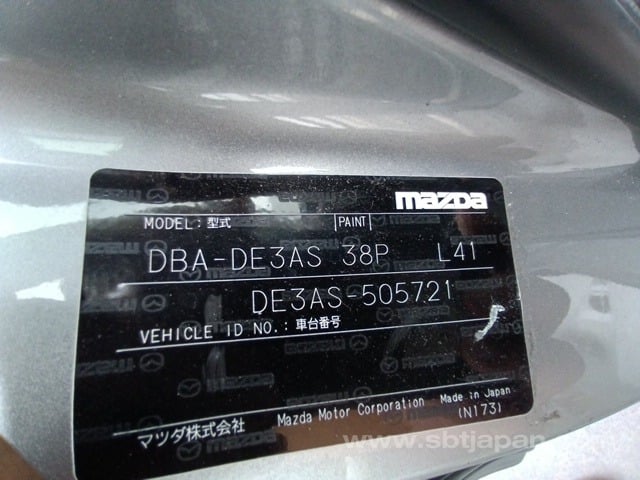 mazda
MODEL:型式 PAINT
DBA-DE3AS 38P L41
DE3AS-505721
VEHICLE ID NO.:車台番号
マツダ株式会社 Mazda Motor Corporation Made in Japan
(N173)
www.sbtjapan.com